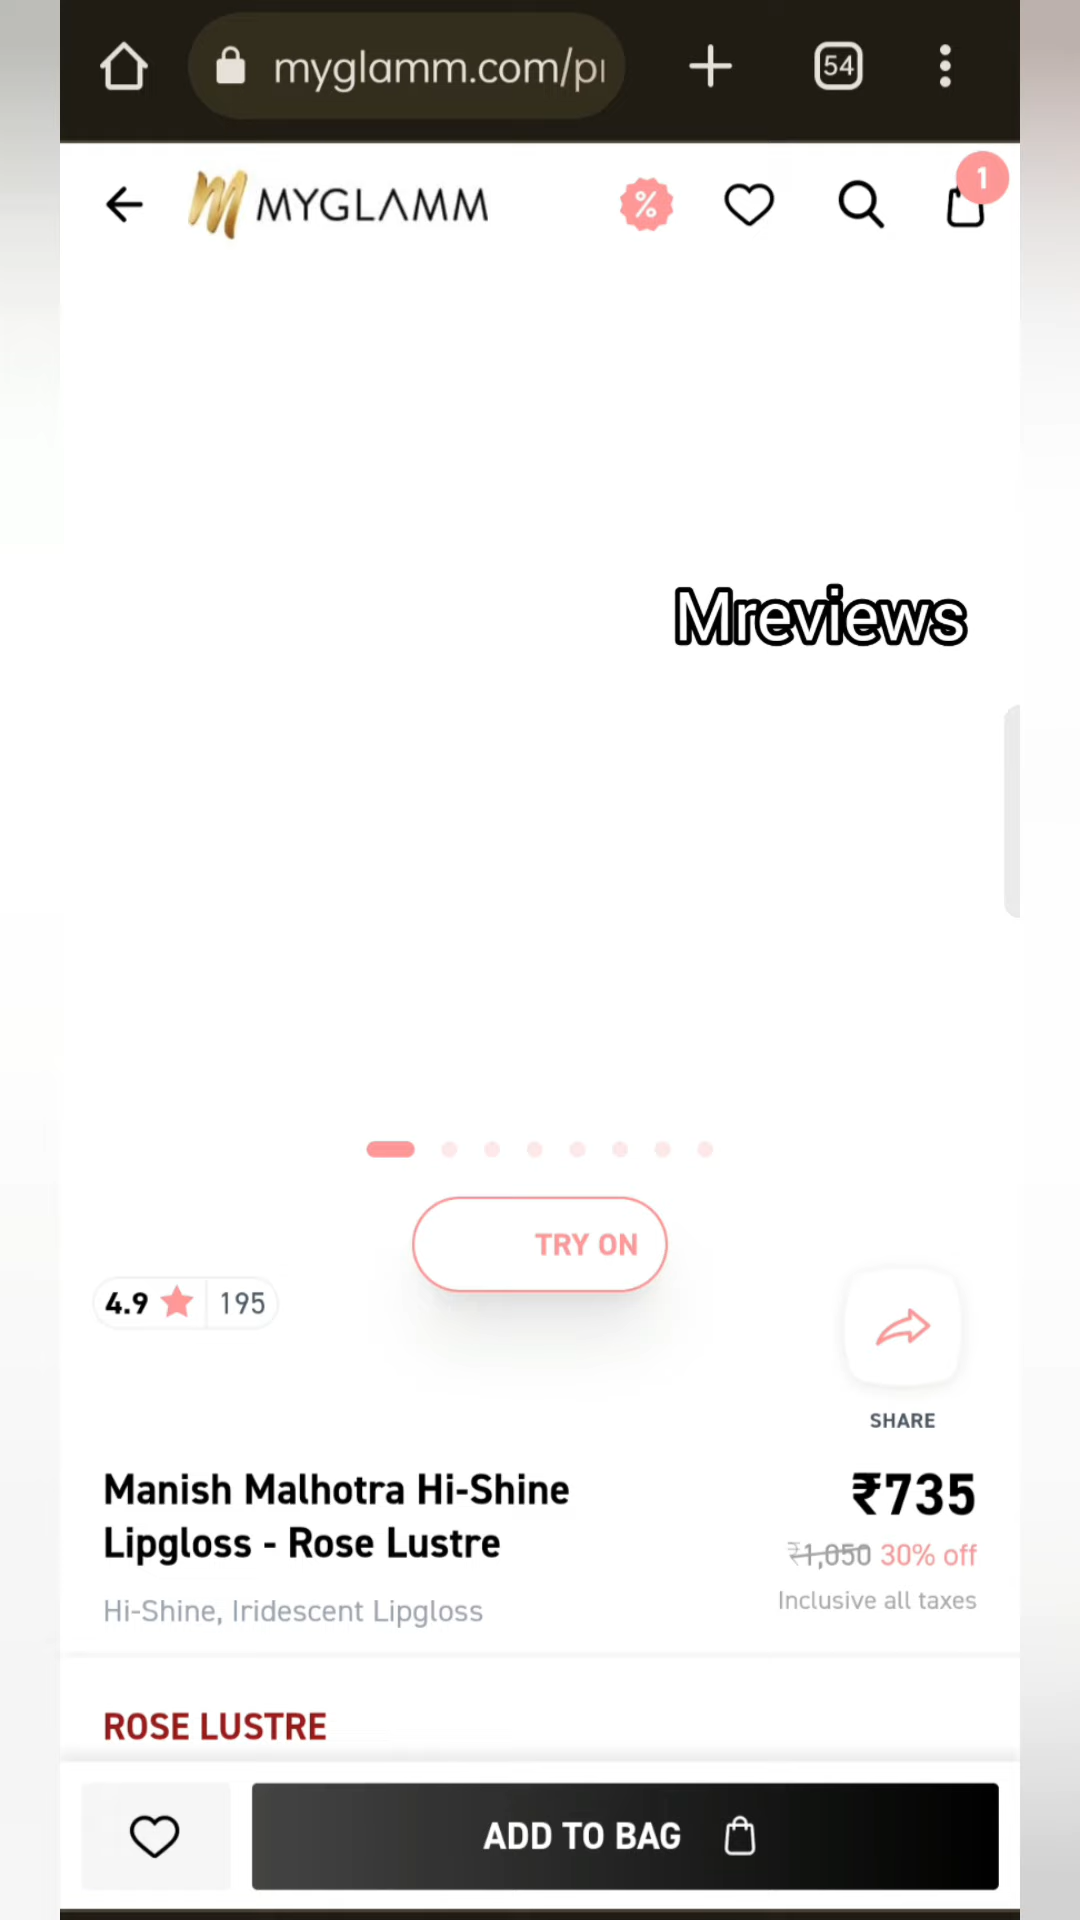 myglamm.com/pr
54
MYGLAMM
%
1
Mreviews
TRY ON
4.9 195
SHARE
Manish Malhotra Hi-Shine
Lipgloss - Rose Lustre
₹735
₹1,050 30% off
Hi-Shine, Iridescent Lipgloss
Inclusive all taxes
ROSE LUSTRE
ADD TO BAG